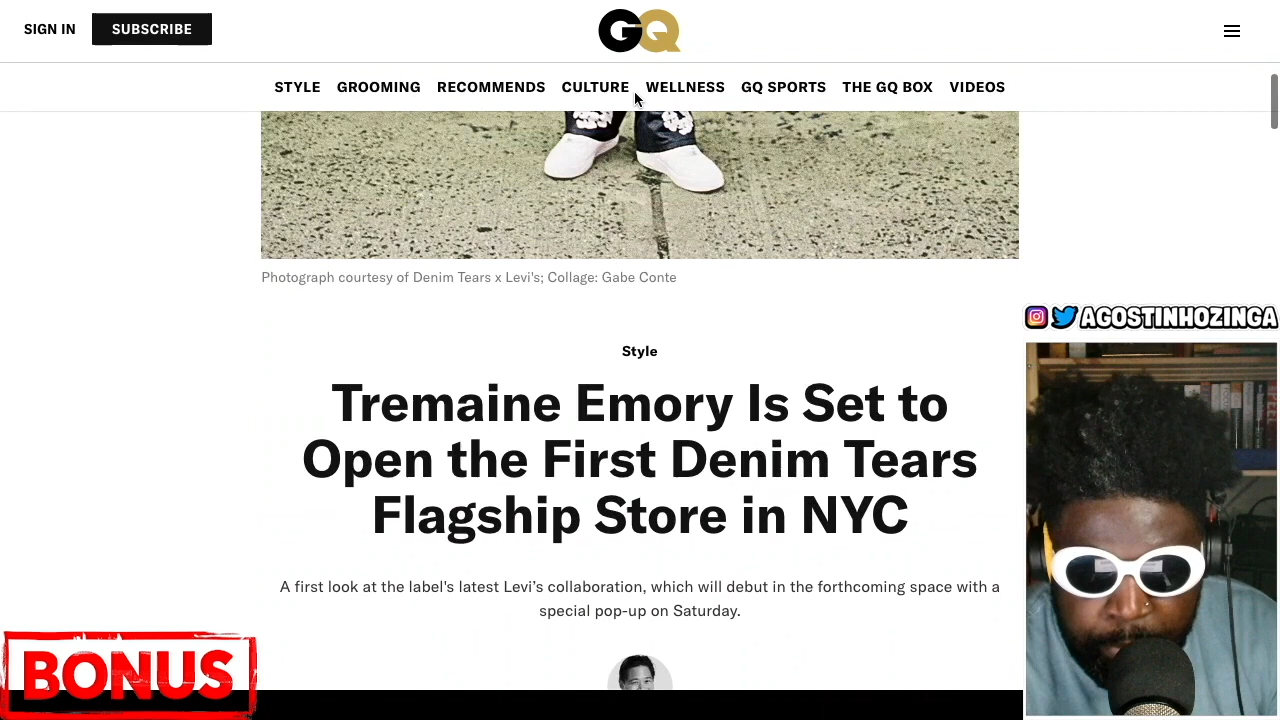 SIGN IN
SUBSCRIBE
GQ
STYLE GROOMING RECOMMENDS CULTURE WELLNESS GQ SPORTS THE GQ BOX VIDEOS
Photograph courtesy of Denim Tears x Levi's; Collage: Gabe Conte
AGOSTINHOZINGA
Style
Tremaine Emory Is Set to
Open the First Denim Tears
Flagship Store in NYC
A first look at the label's latest Levi’s collaboration, which will debut in the forthcoming space with a
special pop-up on Saturday.
BONUS